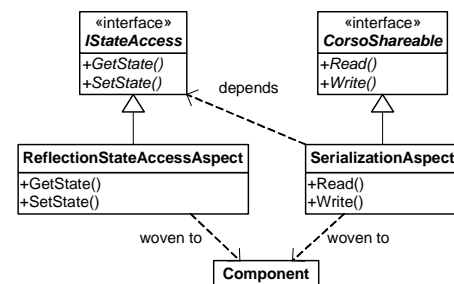 «interface»
IStateAccess
+GetState()
+SetState()
«interface»
CorsoShareable
+Read()
+Write()
depends
ReflectionStateAccessAspect
+GetState()
+SetState()
SerializationAspect
+Read()
+Write()
woven to
woven to
Component